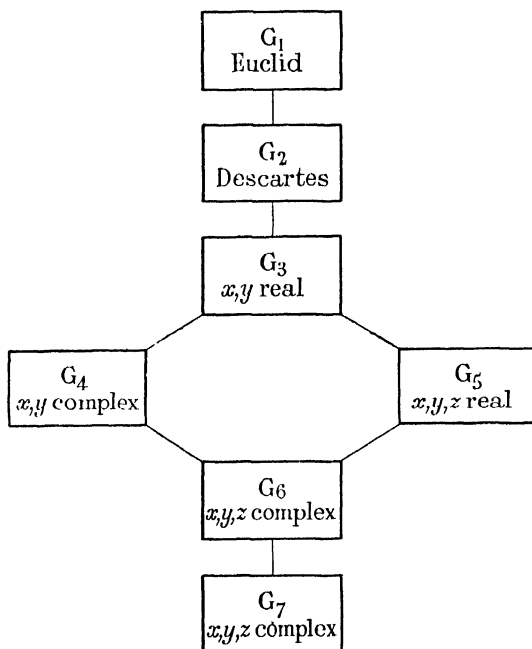 G₁
Euclid
G₂
Descartes
G₃
x,y real
G₄
x,y complex
G₅
x,y,z real
G₆
x,y,z complex
G₇
x,y,z complex